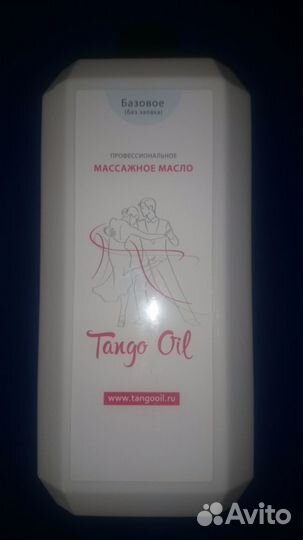 Базовое
(без запаха)
ПРОФЕССИОНАЛЬНОЕ
МАССАЖНОЕ МАСЛО
Tango Oil
www.tangooil.ru
Avito